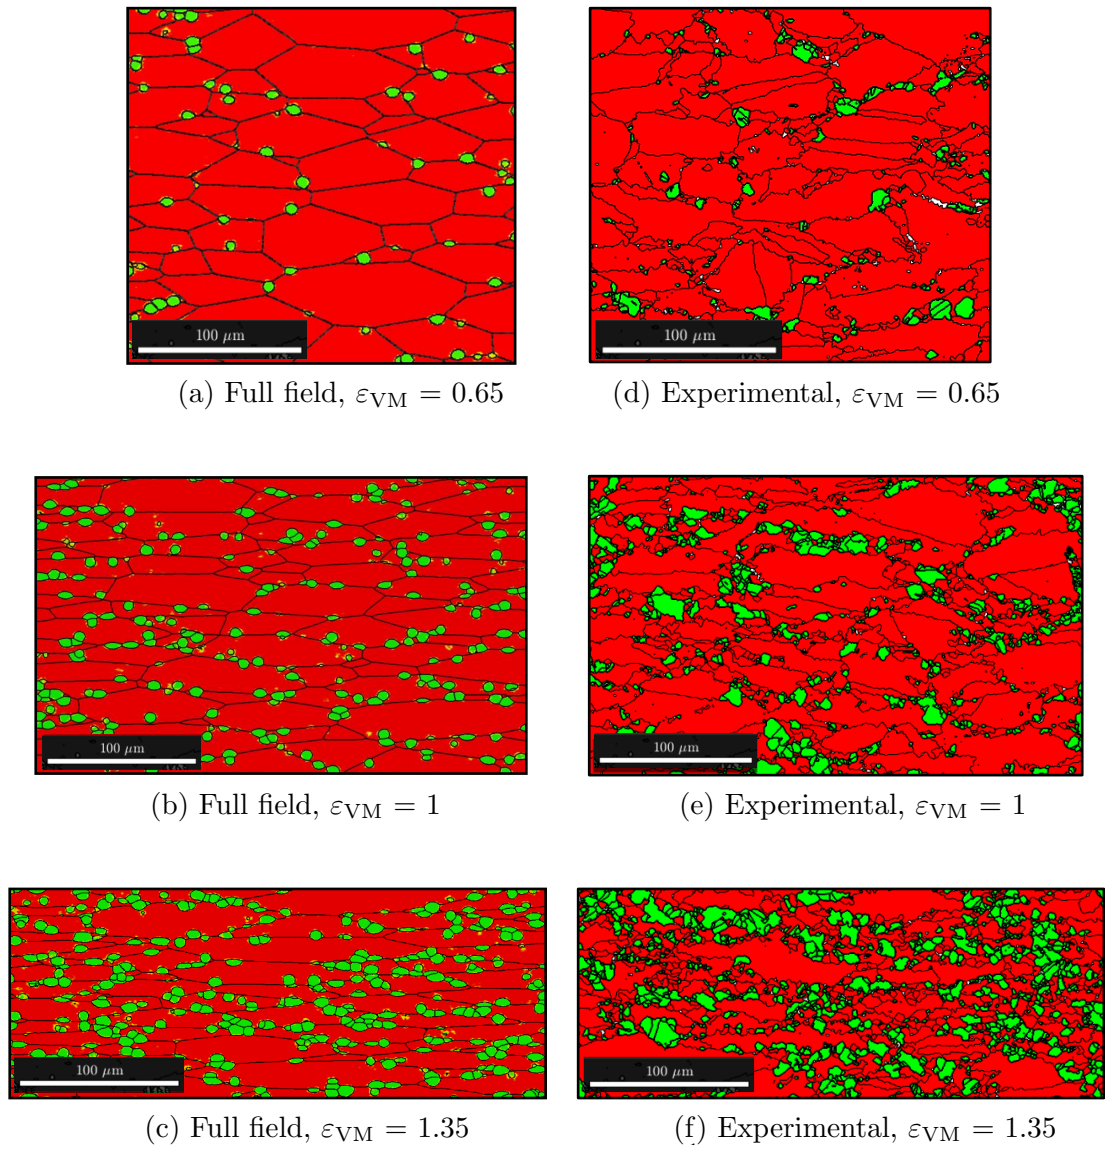 100 μm
100 μm
(a) Full field, εVM = 0.65
(d) Experimental, εVM = 0.65
100 μm
100 μm
(b) Full field, εVM = 1
(e) Experimental, εVM = 1
100 μm
100 μm
(c) Full field, εVM = 1.35
(f) Experimental, εVM = 1.35